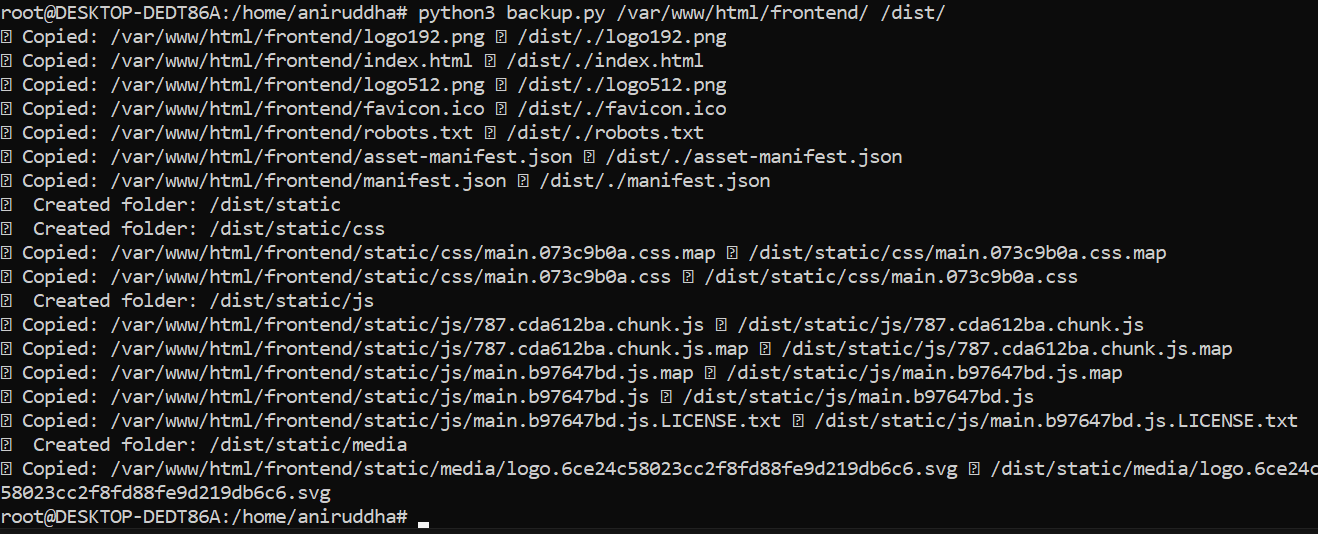 root@DESKTOP-DEDT86A:/home/aniruddha# python3 backup.py /var/www/html/frontend/ /dist/
⍰ Copied: /var/www/html/frontend/logo192.png ⍰ /dist/./logo192.png
⍰ Copied: /var/www/html/frontend/index.html ⍰ /dist/./index.html
⍰ Copied: /var/www/html/frontend/logo512.png ⍰ /dist/./logo512.png
⍰ Copied: /var/www/html/frontend/favicon.ico ⍰ /dist/./favicon.ico
⍰ Copied: /var/www/html/frontend/robots.txt ⍰ /dist/./robots.txt
⍰ Copied: /var/www/html/frontend/asset-manifest.json ⍰ /dist/./asset-manifest.json
⍰ Copied: /var/www/html/frontend/manifest.json ⍰ /dist/./manifest.json
⍰  Created folder: /dist/static
⍰  Created folder: /dist/static/css
⍰ Copied: /var/www/html/frontend/static/css/main.073c9b0a.css.map ⍰ /dist/static/css/main.073c9b0a.css.map
⍰ Copied: /var/www/html/frontend/static/css/main.073c9b0a.css ⍰ /dist/static/css/main.073c9b0a.css
⍰  Created folder: /dist/static/js
⍰ Copied: /var/www/html/frontend/static/js/787.cda612ba.chunk.js ⍰ /dist/static/js/787.cda612ba.chunk.js
⍰ Copied: /var/www/html/frontend/static/js/787.cda612ba.chunk.js.map ⍰ /dist/static/js/787.cda612ba.chunk.js.map
⍰ Copied: /var/www/html/frontend/static/js/main.b97647bd.js.map ⍰ /dist/static/js/main.b97647bd.js.map
⍰ Copied: /var/www/html/frontend/static/js/main.b97647bd.js ⍰ /dist/static/js/main.b97647bd.js
⍰ Copied: /var/www/html/frontend/static/js/main.b97647bd.js.LICENSE.txt ⍰ /dist/static/js/main.b97647bd.js.LICENSE.txt
⍰  Created folder: /dist/static/media
⍰ Copied: /var/www/html/frontend/static/media/logo.6ce24c58023cc2f8fd88fe9d219db6c6.svg ⍰ /dist/static/media/logo.6ce24c
58023cc2f8fd88fe9d219db6c6.svg
root@DESKTOP-DEDT86A:/home/aniruddha#